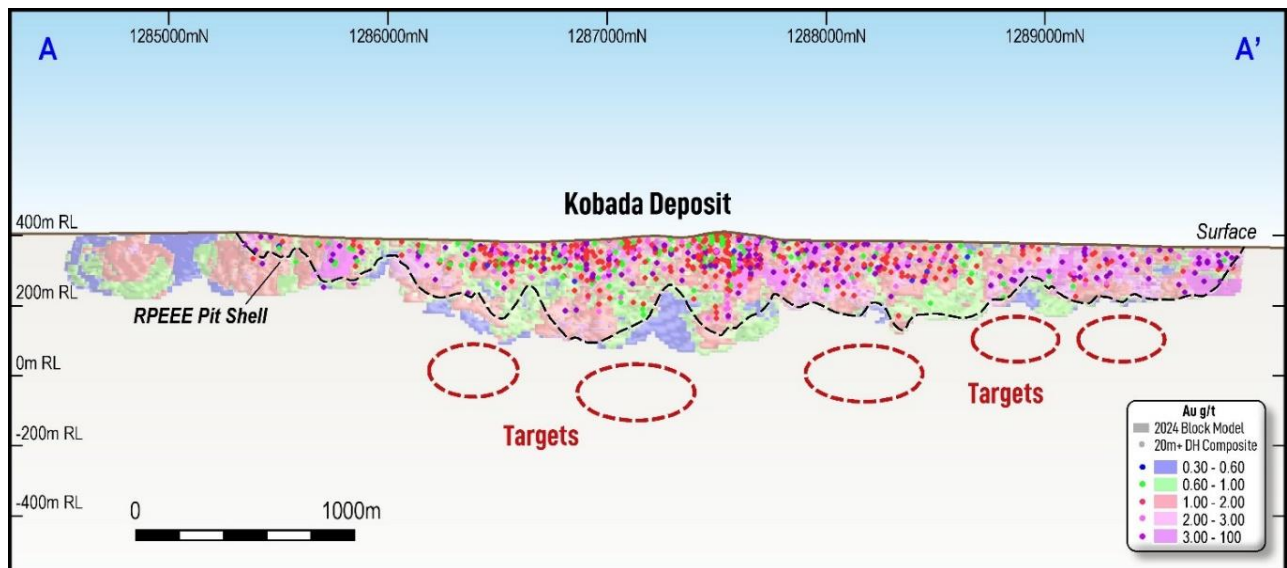 1285000mN
1286000mN
1287000mN
1288000mN
1289000mN
A
A'
Kobada Deposit
400m RL
Surface
200m RL
RPEEE Pit Shell
0m RL
Targets
Targets
-200m RL
-400m RL
0
1000m
Au g/t
2024 Block Model
20m+ DH Composite
0.30 - 0.60
0.60 - 1.00
1.00 - 2.00
2.00 - 3.00
3.00 - 100